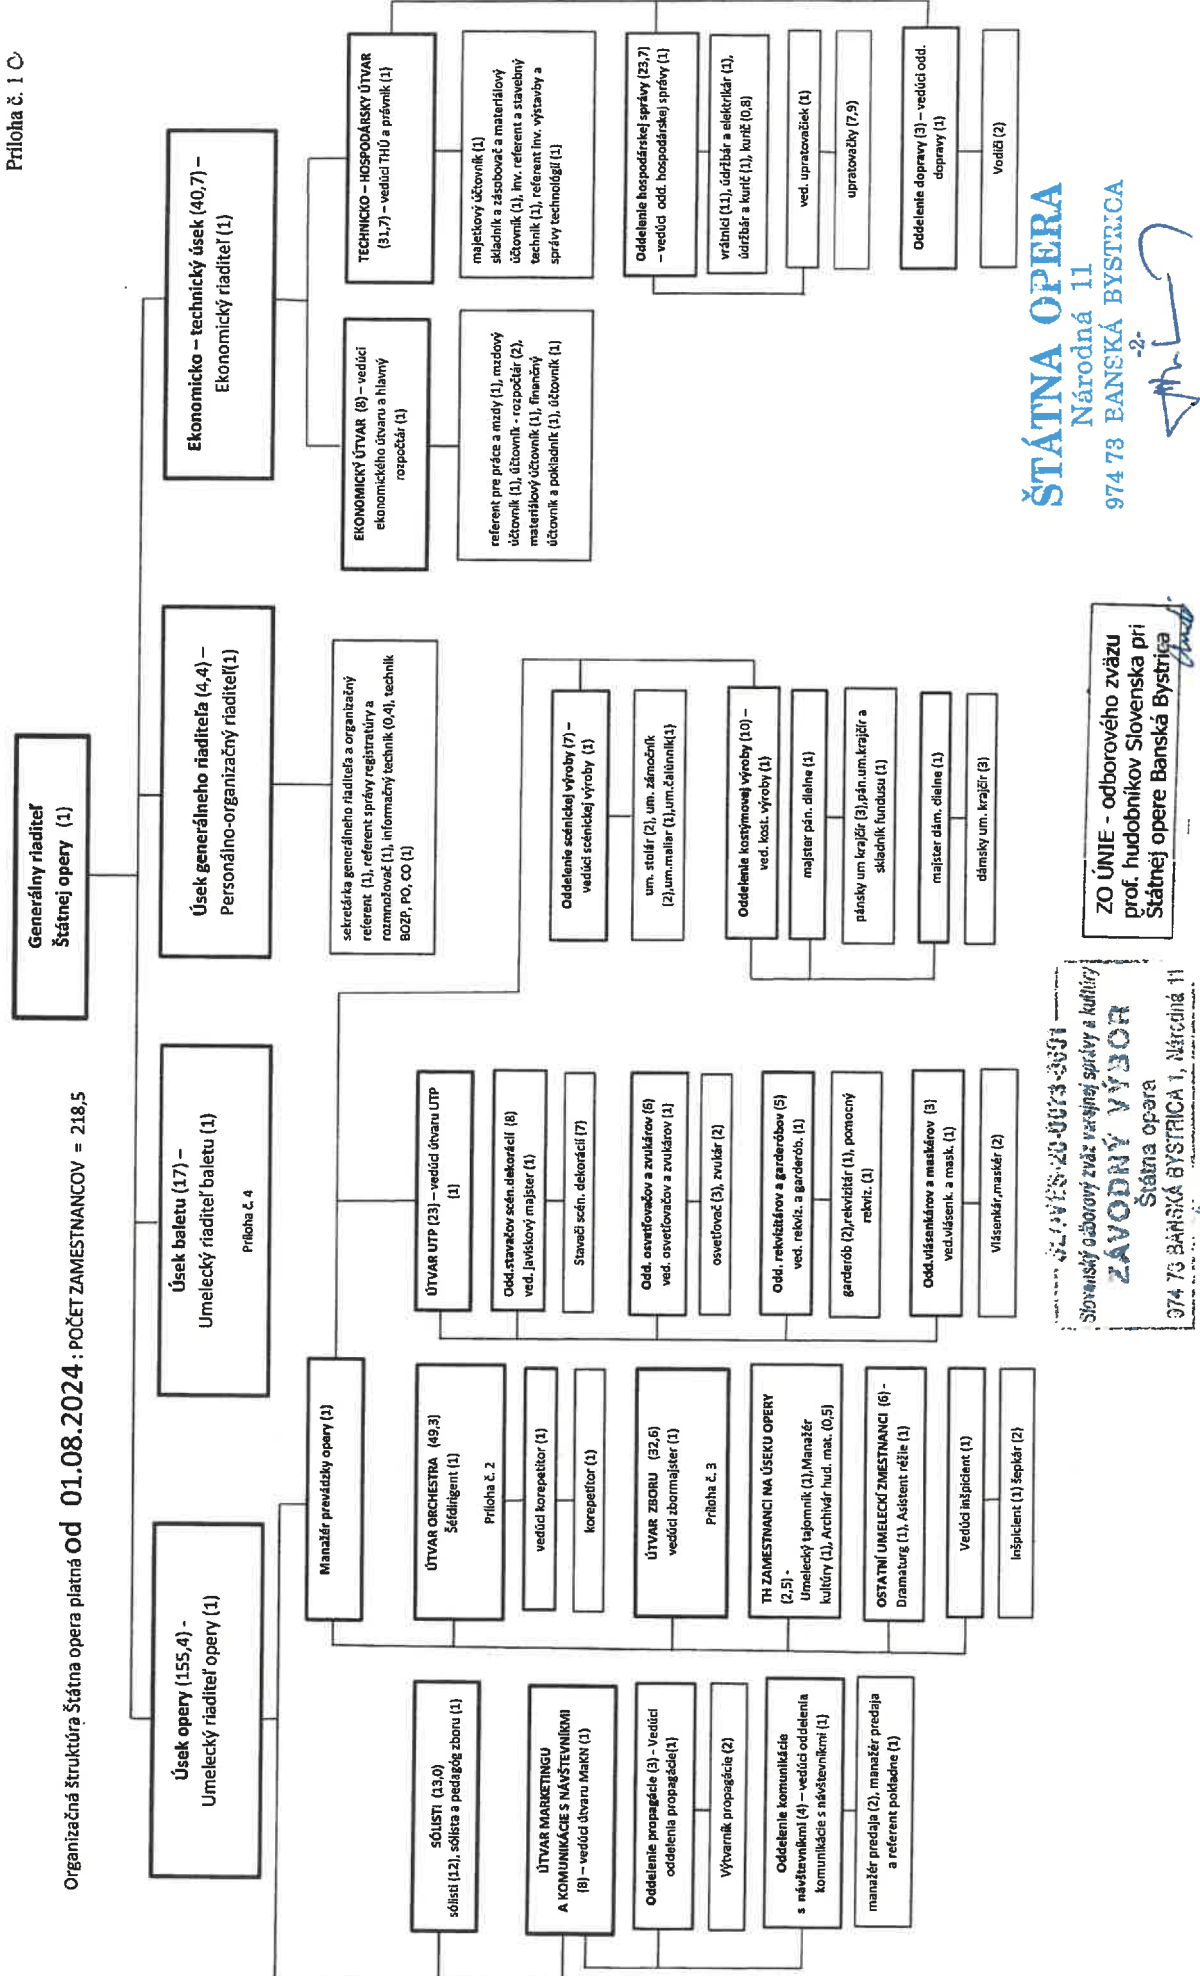 Príloha č. 1
Organizačná štruktúra Štátna opera platná od 01.08.2024 : POČET ZAMESTNANCOV = 218,5
Generálny riaditeľ
Štátnej opery (1)
Úsek opery (155,4) -
Umelecký riaditeľ opery (1)
Úsek baletu (17) –
Umelecký riaditeľ baletu (1)
Príloha č. 4
Úsek generálneho riaditeľa (4,4) –
Personálno-organizačný riaditeľ(1)
sekretárka generálneho riaditeľa a organizačný
referent (1), referent správy registratúry a
rozmnožovač (1), informačný technik (0,4), technik
BOZP, PO, CO (1)
Ekonomicko – technický úsek (40,7) –
Ekonomický riaditeľ (1)
EKONOMICKÝ ÚTVAR (8) – vedúci
ekonomického útvaru a hlavný
rozpočtár (1)
referent pre práce a mzdy (1), mzdový
účtovník (1), účtovník - rozpočtár (2),
materiálový účtovník (1), finančný
účtovník a pokladník (1), účtovník (1)
TECHNICKO – HOSPODÁRSKY ÚTVAR
(31,7) – vedúci THÚ a právnik (1)
majetkový účtovník (1)
skladník a zásobovač a materiálový
účtovník (1), inv. referent a stavebný
technik (1), referent inv. výstavby a
správy technológií (1)
Oddelenie hospodárskej správy (23,7)
– vedúci odd. hospodárskej správy (1)
vrátnici (11), údržbár a elektrikár (1),
údržbár a kurič (1), kurič (0,8)
ved. upratovačiek (1)
upratovačky (7,9)
Oddelenie dopravy (3) – vedúci odd.
dopravy (1)
Vodiči (2)
SÓLISTI (13,0)
sólisti (12), sólista a pedagóg zboru (1)
ÚTVAR MARKETINGU
A KOMUNIKÁCIE S NÁVŠTEVNÍKMI
(8) – vedúci útvaru MaKN (1)
Oddelenie propagácie (3) - Vedúci
oddelenia propagácie(1)
Výtvarník propagácie (2)
Oddelenie komunikácie
s návštevníkmi (4) – vedúci oddelenia
komunikácie s návštevníkmi (1)
manažér predaja (2), manažér predaja
a referent pokladne (1)
Manažér prevádzky opery (1)
ÚTVAR ORCHESTRA (49,3)
Šéfdirigent (1)
Príloha č. 2
vedúci korepetítor (1)
korepetítor (1)
ÚTVAR ZBORU (32,6)
vedúci zbormajster (1)
Príloha č. 3
TH ZAMESTNANCI NA ÚSEKU OPERY
(2,5) -
Umelecký tajomník (1),Manažér
kultúry (1), Archivár hud. mat. (0,5)
OSTATNÍ UMELECKÍ ZMESTNANCI (6) -
Dramaturg (1), Asistent réžie (1)
Vedúci inšpicient (1)
Inšpicient (1) šepkár (2)
ÚTVAR UTP (23) – vedúci útvaru UTP
(1)
Odd.stavačov scén.dekorácií (8)
ved. javiskový majster (1)
Stavači scén. dekorácií (7)
Odd. osvetľovačov a zvukárov (6)
ved. osvetľovačov a zvukárov (1)
osvetľovač (3), zvukár (2)
Odd. rekvizitárov a garderóbov (5)
ved. rekvíz. a garderób. (1)
garderób (2),rekvizitár (1), pomocný
rekvíz. (1)
Odd.vlásenkárov a maskérov (3)
ved.vlásenk. a mask. (1)
Vlásenkár,maskér (2)
Oddelenie scénickej výroby (7) –
vedúci scénickej výroby (1)
um. stolár (2), um. zámočník
(2),um.maliar (1),um.čalúnnik(1)
Oddelenie kostýmovej výroby (10) –
ved. kost. výroby (1)
majster pán. dielne (1)
pánsky um krajčír (3),pán.um.krajčír a
skladník fundusu (1)
majster dám. dielne (1)
dámsky um. krajčír (3)
Slovenský odborový zväz verejnej správy a kultúry
ZÁVODNÝ VÝBOR
Štátna opera
974 73 BANSKÁ BYSTRICA 1, Národná 11
ZO ÚNIE - odborového zväzu
prof. hudobníkov Slovenska pri
Štátnej opere Banská Bystrica
ŠTÁTNA OPERA
Národná 11
974 73 BANSKÁ BYSTRICA
-2-